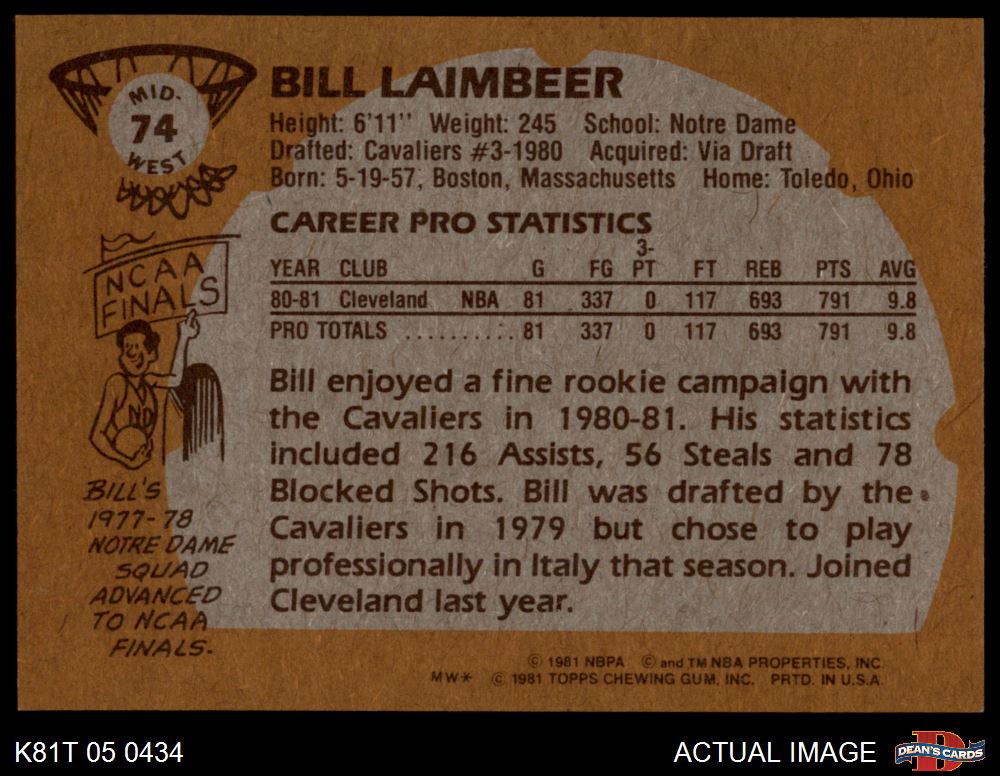 MID-
74
WEST
BILL LAIMBEER
Height: 6'11" Weight: 245 School: Notre Dame
Drafted: Cavaliers #3-1980 Acquired: Via Draft
Born: 5-19-57, Boston, Massachusetts Home: Toledo, Ohio
CAREER PRO STATISTICS
YEAR CLUB G FG 3-PT FT REB PTS AVG
80-81 Cleveland NBA 81 337 0 117 693 791 9.8
PRO TOTALS .......... 81 337 0 117 693 791 9.8
NCAA
FINALS
ND
BILL'S
1977-78
NOTRE DAME
SQUAD
ADVANCED
TO NCAA
FINALS.
Bill enjoyed a fine rookie campaign with
the Cavaliers in 1980-81. His statistics
included 216 Assists, 56 Steals and 78
Blocked Shots. Bill was drafted by the
Cavaliers in 1979 but chose to play
professionally in Italy that season. Joined
Cleveland last year.
© 1981 NBPA © and TM NBA PROPERTIES, INC.
MW* © 1981 TOPPS CHEWING GUM, INC. PRTD. IN U.S.A.
K81T 05 0434
ACTUAL IMAGE
D
DEAN'S CARDS